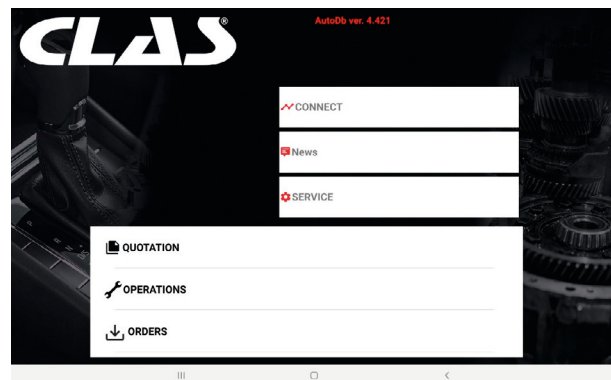 CLAS®
AutoDb ver. 4.421
CONNECT
News
SERVICE
QUOTATION
OPERATIONS
ORDERS